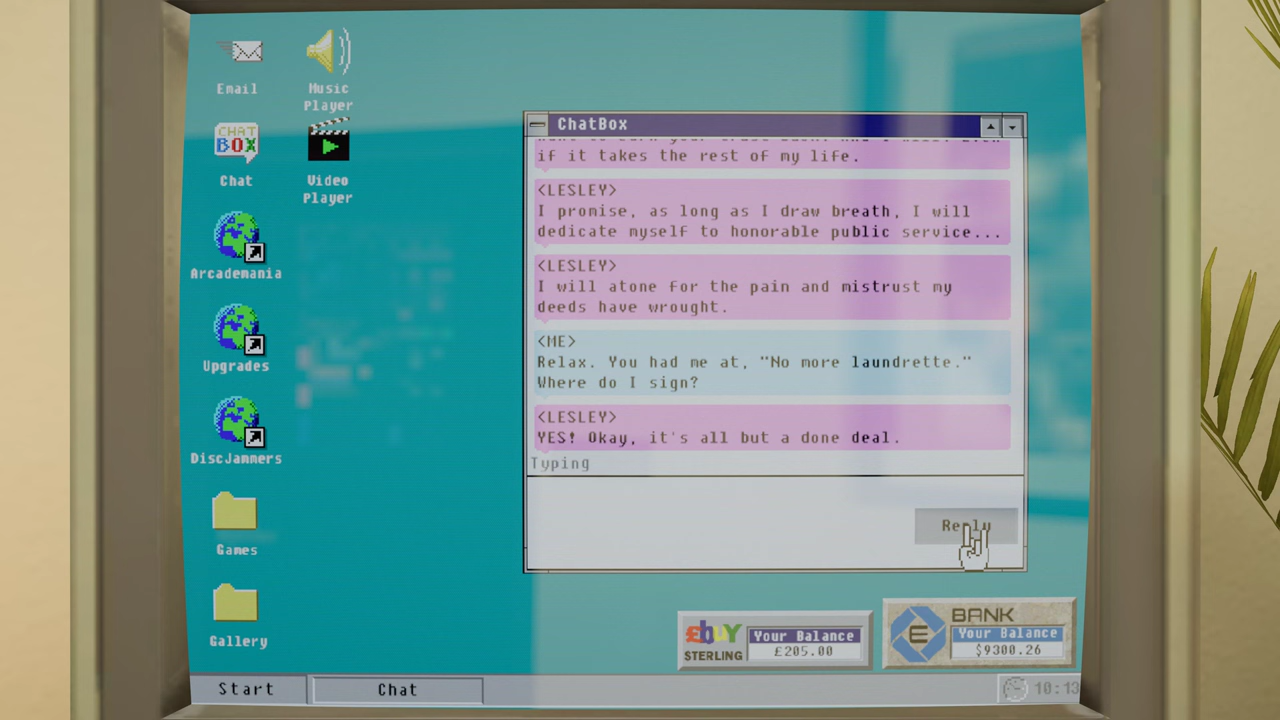 Email
Music
Player
CHAT
BOX
Chat
Video
Player
Arcademania
Upgrades
DiscJammers
Games
Gallery
ChatBox
if it takes the rest of my life.
<LESLEY>
I promise, as long as I draw breath, I will
dedicate myself to honorable public service...
<LESLEY>
I will atone for the pain and mistrust my
deeds have wrought.
<ME>
Relax. You had me at, "No more laundrette."
Where do I sign?
<LESLEY>
YES! Okay, it's all but a done deal.
Typing
Reply
£buY
STERLING
Your Balance
£205.00
E
BANK
Your Balance
$9300.26
Start
Chat
10:13